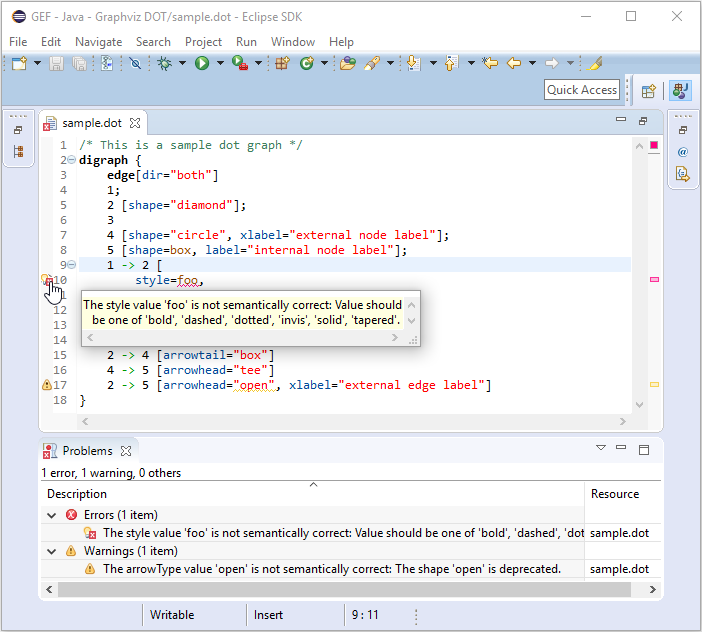 GEF - Java - Graphviz DOT/sample.dot - Eclipse SDK
File Edit Navigate Search Project Run Window Help
Quick Access
sample.dot
1 /* This is a sample dot graph */
2 digraph {
3 edge[dir="both"]
4 1;
5 2 [shape="diamond"];
6 3
7 4 [shape="circle", xlabel="external node label"];
8 5 [shape=box, label="internal node label"];
9 1 -> 2 [
10 style=foo,
The style value 'foo' is not semantically correct: Value should
be one of 'bold', 'dashed', 'dotted', 'invis', 'solid', 'tapered'.
12
13
14
15 2 -> 4 [arrowtail="box"]
16 4 -> 5 [arrowhead="tee"]
17 2 -> 5 [arrowhead="open", xlabel="external edge label"]
18 }
Problems
1 error, 1 warning, 0 others
Description Resource
Errors (1 item)
The style value 'foo' is not semantically correct: Value should be one of 'bold', 'dashed', 'dot sample.dot
Warnings (1 item)
The arrowType value 'open' is not semantically correct: The shape 'open' is deprecated. sample.dot
Writable Insert 9 : 11